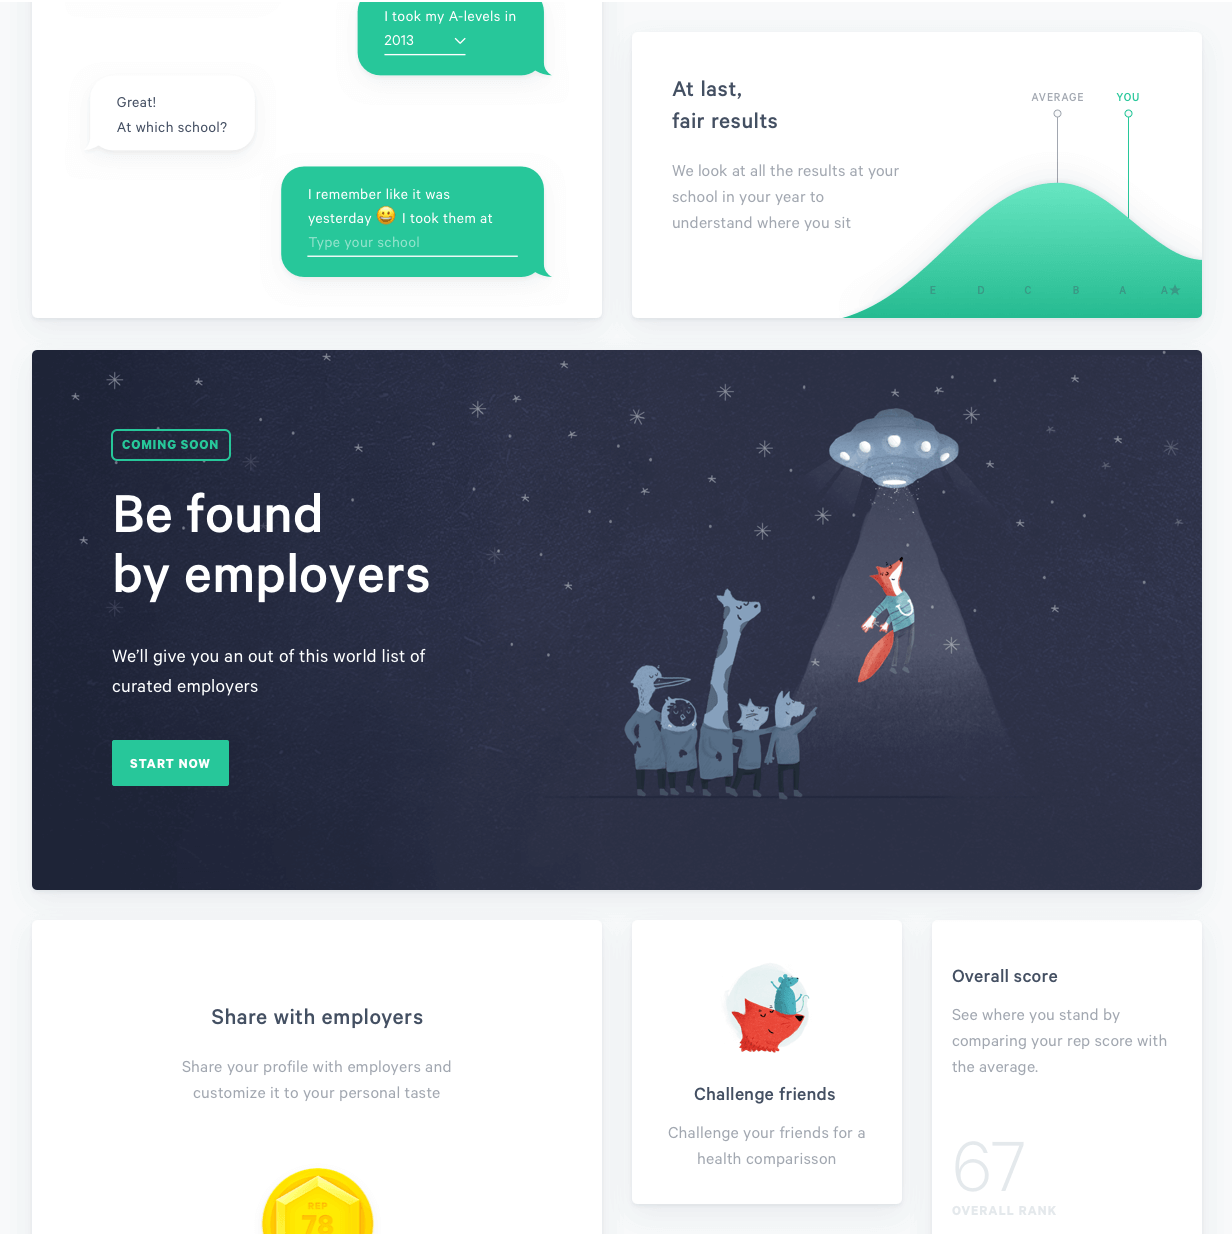 I took my A-levels in
2013
Great!
At which school?
I remember like it was
yesterday 😀 I took them at
Type your school
At last,
fair results
We look at all the results at your
school in your year to
understand where you sit
AVERAGE YOU
E D C B A A★
COMING SOON
Be found
by employers
We'll give you an out of this world list of
curated employers
START NOW
Share with employers
Share your profile with employers and
customize it to your personal taste
REP
78
Challenge friends
Challenge your friends for a
health comparisson
Overall score
See where you stand by
comparing your rep score with
the average.
67
OVERALL RANK